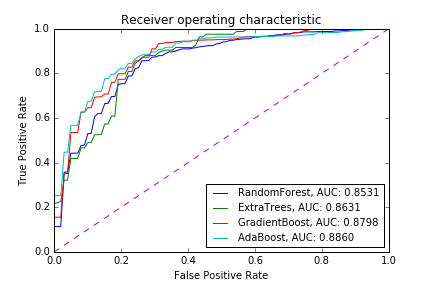 Receiver operating characteristic
1.0
0.8
0.6
0.4
0.2
0.0
True Positive Rate
RandomForest, AUC: 0.8531
ExtraTrees, AUC: 0.8631
GradientBoost, AUC: 0.8798
AdaBoost, AUC: 0.8860
0.0 0.2 0.4 0.6 0.8 1.0
False Positive Rate